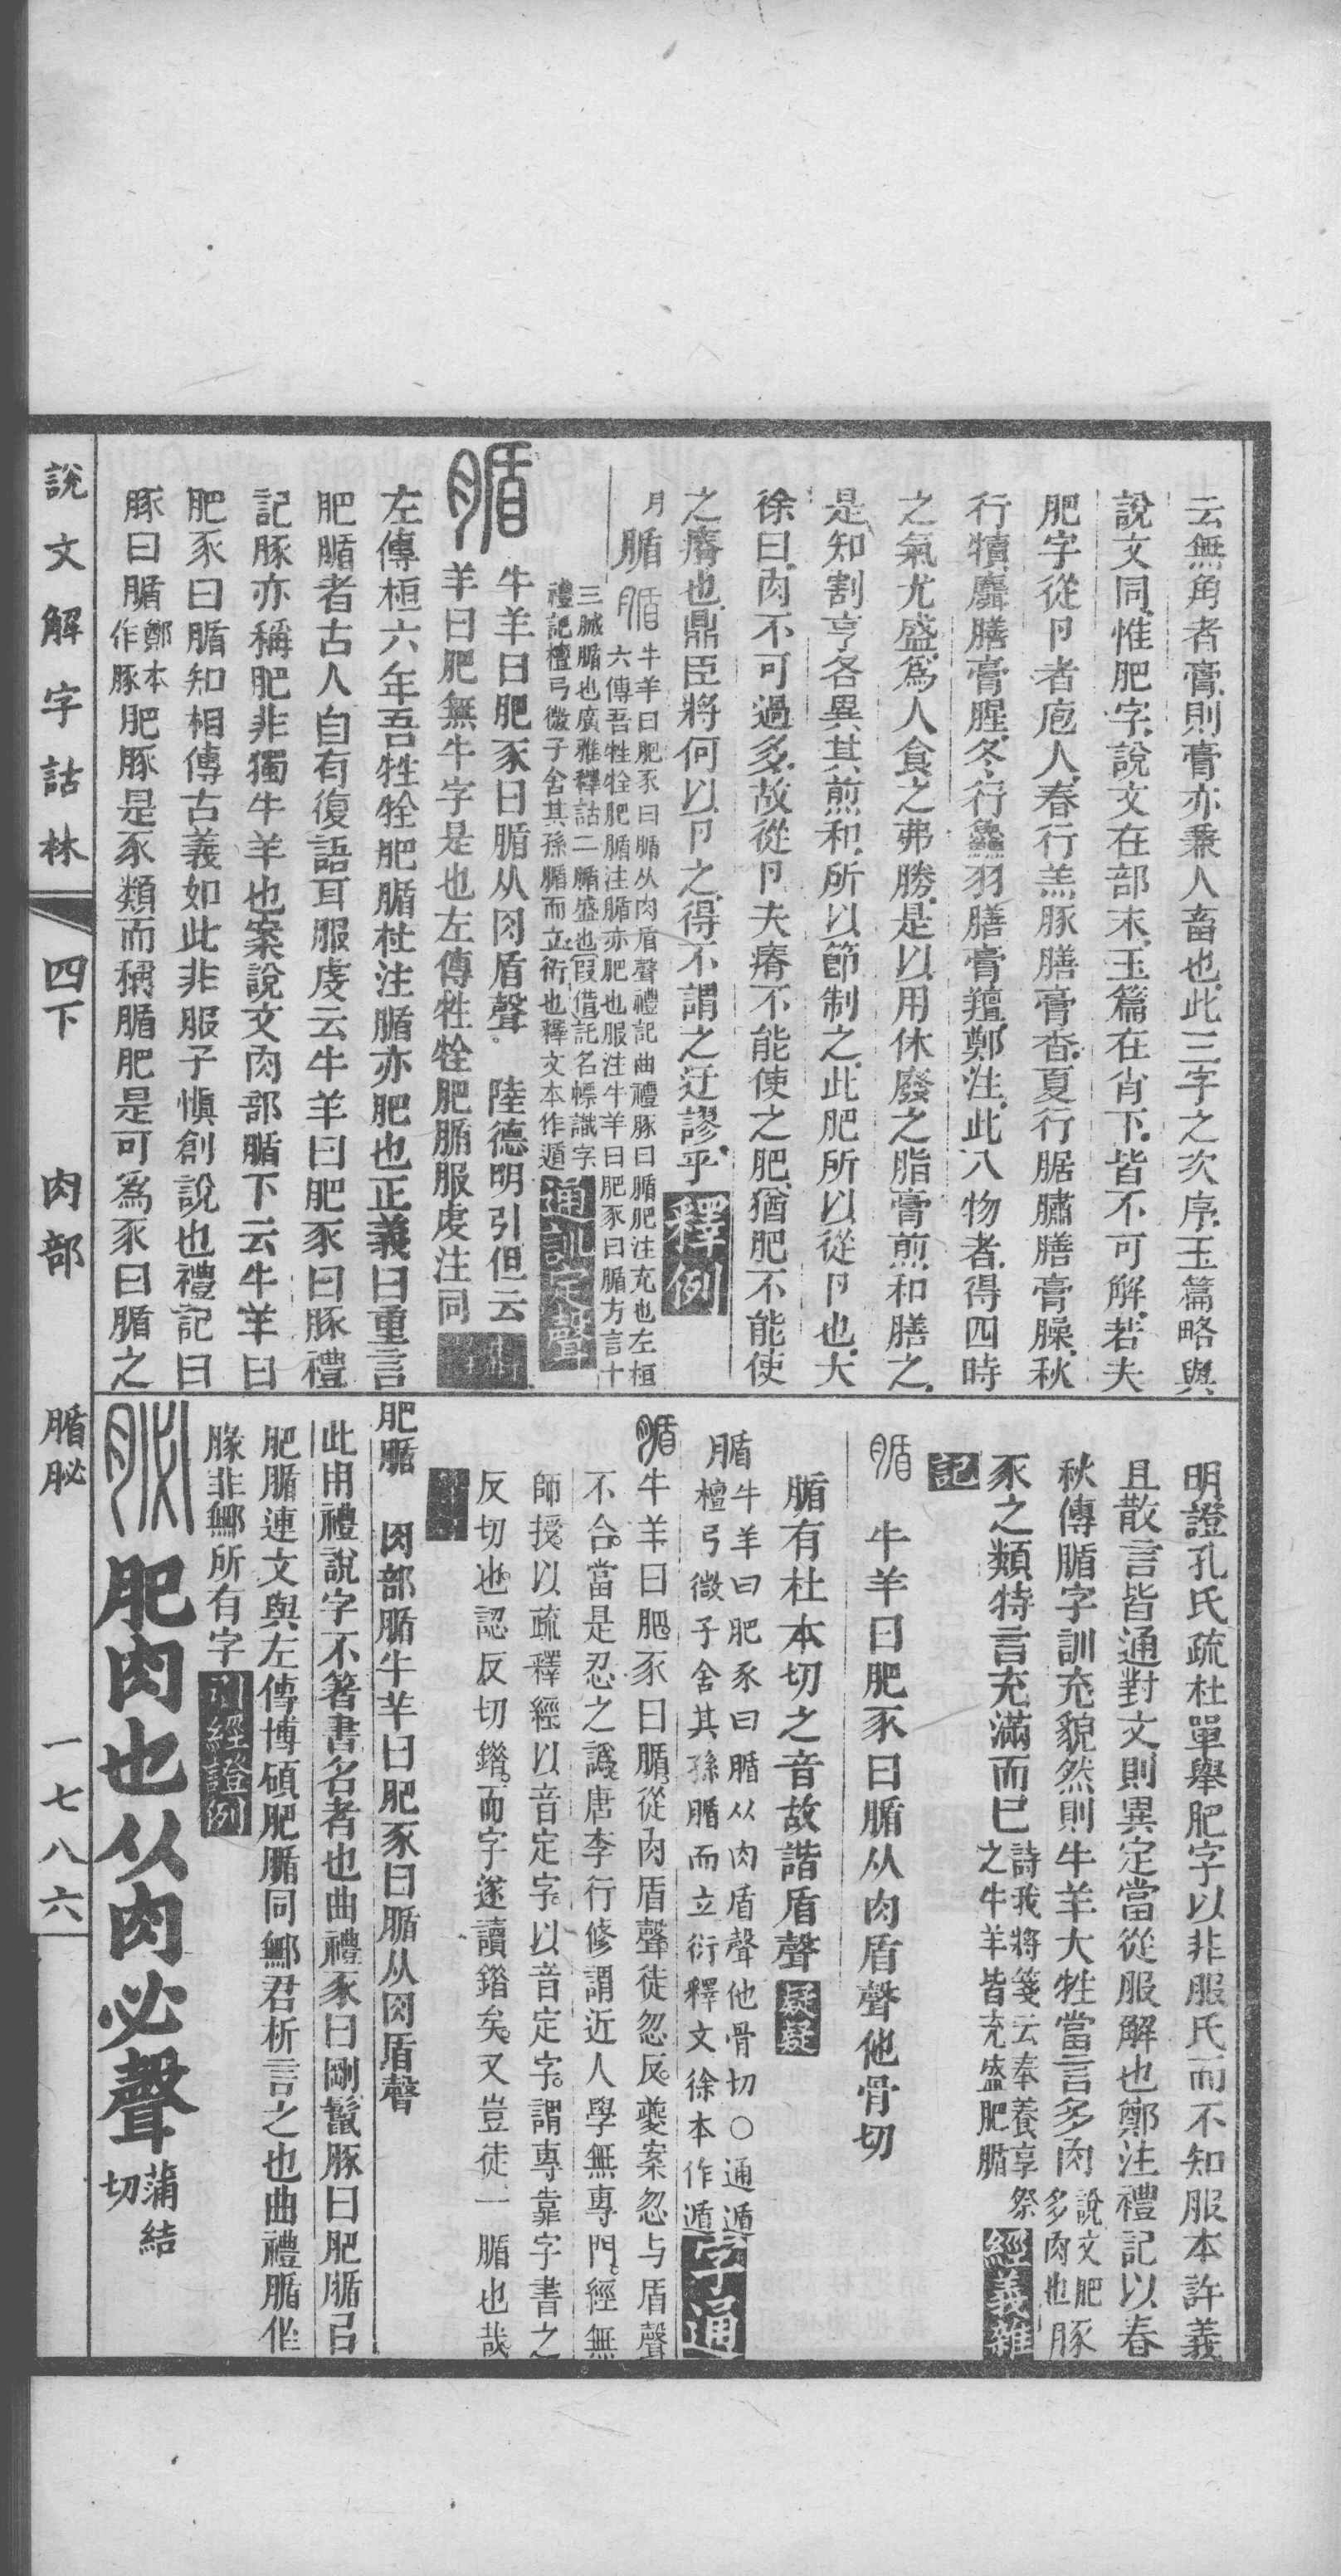 云無角者膏則膏亦兼人畜也此三字之次序玉篇略與
說文同惟肥字說文在部末玉篇在肖下皆不可解若夫
肥字從卪者庖人春行羔豚膳膏香夏行腒鱐膳膏臊秋
行犢麛膳膏腥冬行鱻羽膳膏羶鄭注此八物者得四時
之氣尤盛爲人食之弗勝是以用休廢之脂膏煎和膳之
是知割亨各異其煎和所以節制之此肥所以從卪也大
徐曰肉不可過多故從卪夫瘠不能使之肥猶肥不能使
之瘠也鼎臣將何以卪之得不謂之迂謬乎釋例
腯 牛羊曰肥豕曰腯从肉盾聲禮記曲禮豚曰腯肥注充也左桓
六傳吾牲牷肥腯注腯亦肥也服注牛羊曰肥豕曰腯方言十
三腯也廣雅釋詁二腯盛也叚借託名幖識字
禮記檀弓微子舍其孫腯而立衍也釋文本作遁通訓定聲
腯 牛羊曰肥豕曰腯从肉盾聲 陸德明引但云
羊曰肥無牛字是也左傳牲牷肥腯服虔注同
左傳桓六年吾牲牷肥腯杜注腯亦肥也正義曰重言
肥腯者古人自有復語耳服虔云牛羊曰肥豕曰豚禮
記豚亦稱肥非獨牛羊也案說文肉部腯下云牛羊曰
肥豕曰腯知相傳古義如此非服子愼創說也禮記曰
豚曰腯鄭本作豚肥豚是豕類而稱腯肥是可爲豕曰腯之
明證孔氏疏杜單舉肥字以非服氏而不知服本許義
且散言皆通對文則異定當從服解也鄭注禮記以春
秋傳腯字訓充貌然則牛羊大牲當言多肉說文肥多肉也豚
豕之類特言充滿而已詩我將箋云奉養享祭之牛羊皆充盛肥腯經義雜
記
腯 牛羊曰肥豕曰腯从肉盾聲他骨切
腯有杜本切之音故諧盾聲疑疑
腯牛羊曰肥豕曰腯从肉盾聲他骨切○通遁
檀弓微子舍其孫腯而立衍釋文徐本作遁字通
腯牛羊曰肥豕曰腯從肉盾聲徒忽反夔案忽与盾聲
不合當是忍之譌唐李行修謂近人學無專門經無
師授以疏釋經以音定字以音定字謂專靠字書之
反切也認反切錯而字遂讀錯矣又豈徒一腯也哉
肥腯 肉部腯牛羊曰肥豕曰腯从肉盾聲
此用禮說字不箸書名者也曲禮豕曰剛鬣豚曰肥腯已
肥腯連文與左傳博碩肥腯同鄦君析言之也曲禮腯作
腞非鄦所有字引經證例
肥肉也从肉必聲蒲結切
說文解字詁林 四下 肉部 腯肶 一七八六